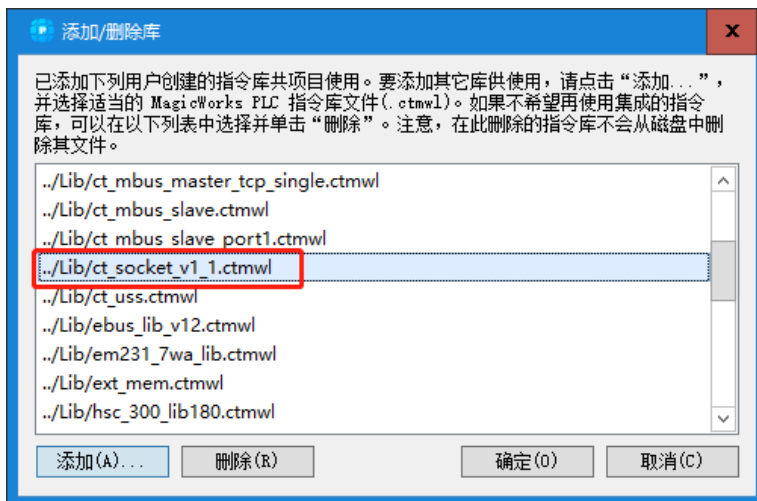 添加/删除库
x
已添加下列用户创建的指令库共项目使用。要添加其它库供使用，请点击“添加...”，
并选择适当的 MagicWorks PLC 指令库文件(.ctmwl)。如果不希望再使用集成的指令
库，可以在以下列表中选择并单击“删除”。注意，在此删除的指令库不会从磁盘中删
除其文件。
../Lib/ct_mbus_master_tcp_single.ctmwl
../Lib/ct_mbus_slave.ctmwl
../Lib/ct_mbus_slave_port1.ctmwl
../Lib/ct_socket_v1_1.ctmwl
../Lib/ct_uss.ctmwl
../Lib/ebus_lib_v12.ctmwl
../Lib/em231_7wa_lib.ctmwl
../Lib/ext_mem.ctmwl
../Lib/hsc_300_lib180.ctmwl
添加(A)... 删除(R) 确定(O) 取消(C)